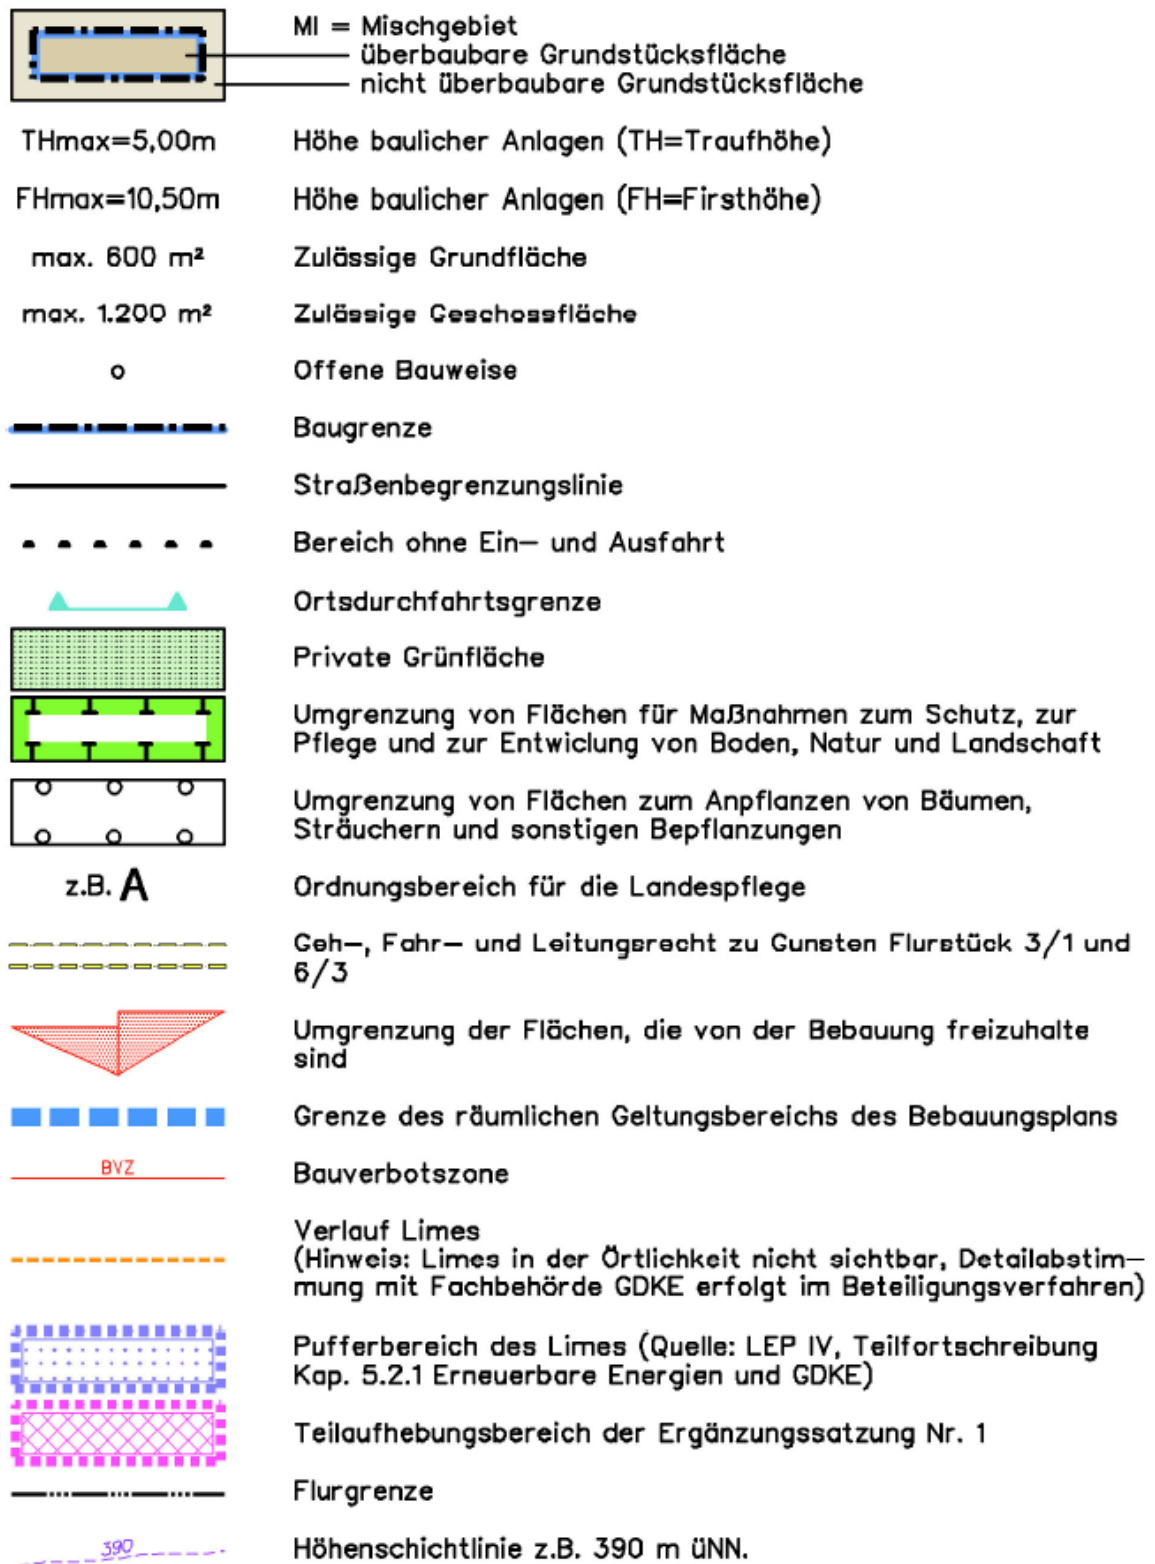 MI = Mischgebiet
überbaubare Grundstücksfläche
nicht überbaubare Grundstücksfläche
THmax=5,00m Höhe baulicher Anlagen (TH=Traufhöhe)
FHmax=10,50m Höhe baulicher Anlagen (FH=Firsthöhe)
max. 600 m² Zulässige Grundfläche
max. 1.200 m² Zulässige Geschossfläche
o Offene Bauweise
Baugrenze
Straßenbegrenzungslinie
Bereich ohne Ein– und Ausfahrt
Ortsdurchfahrtsgrenze
Private Grünfläche
Umgrenzung von Flächen für Maßnahmen zum Schutz, zur
Pflege und zur Entwiclung von Boden, Natur und Landschaft
Umgrenzung von Flächen zum Anpflanzen von Bäumen,
Sträuchern und sonstigen Bepflanzungen
z.B. A Ordnungsbereich für die Landespflege
Geh–, Fahr– und Leitungsrecht zu Gunsten Flurstück 3/1 und
6/3
Umgrenzung der Flächen, die von der Bebauung freizuhalte
sind
Grenze des räumlichen Geltungsbereichs des Bebauungsplans
BVZ Bauverbotszone
Verlauf Limes
(Hinweis: Limes in der Örtlichkeit nicht sichtbar, Detailabstim–
mung mit Fachbehörde GDKE erfolgt im Beteiligungsverfahren)
Pufferbereich des Limes (Quelle: LEP IV, Teilfortschreibung
Kap. 5.2.1 Erneuerbare Energien und GDKE)
Teilaufhebungsbereich der Ergänzungssatzung Nr. 1
Flurgrenze
390 Höhenschichtlinie z.B. 390 m üNN.